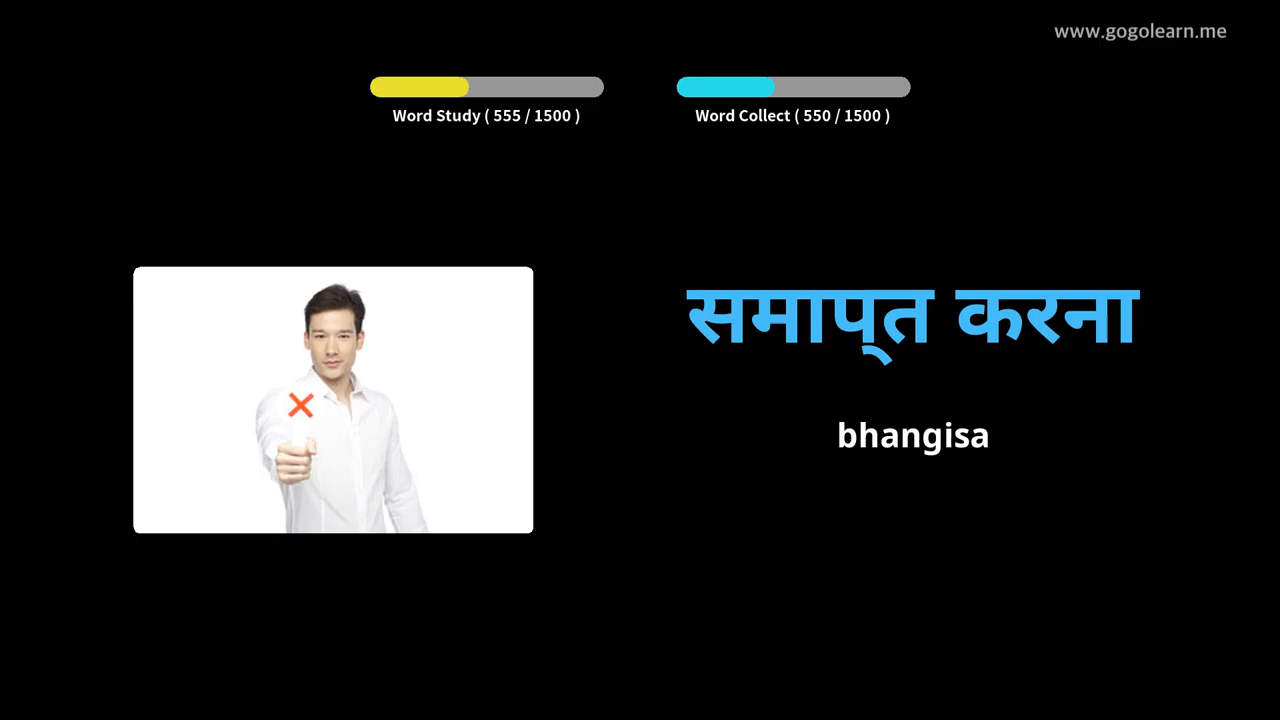 www.gogolearn.me
Word Study ( 555 / 1500 )
Word Collect ( 550 / 1500 )
समाप्त करना
bhangisa